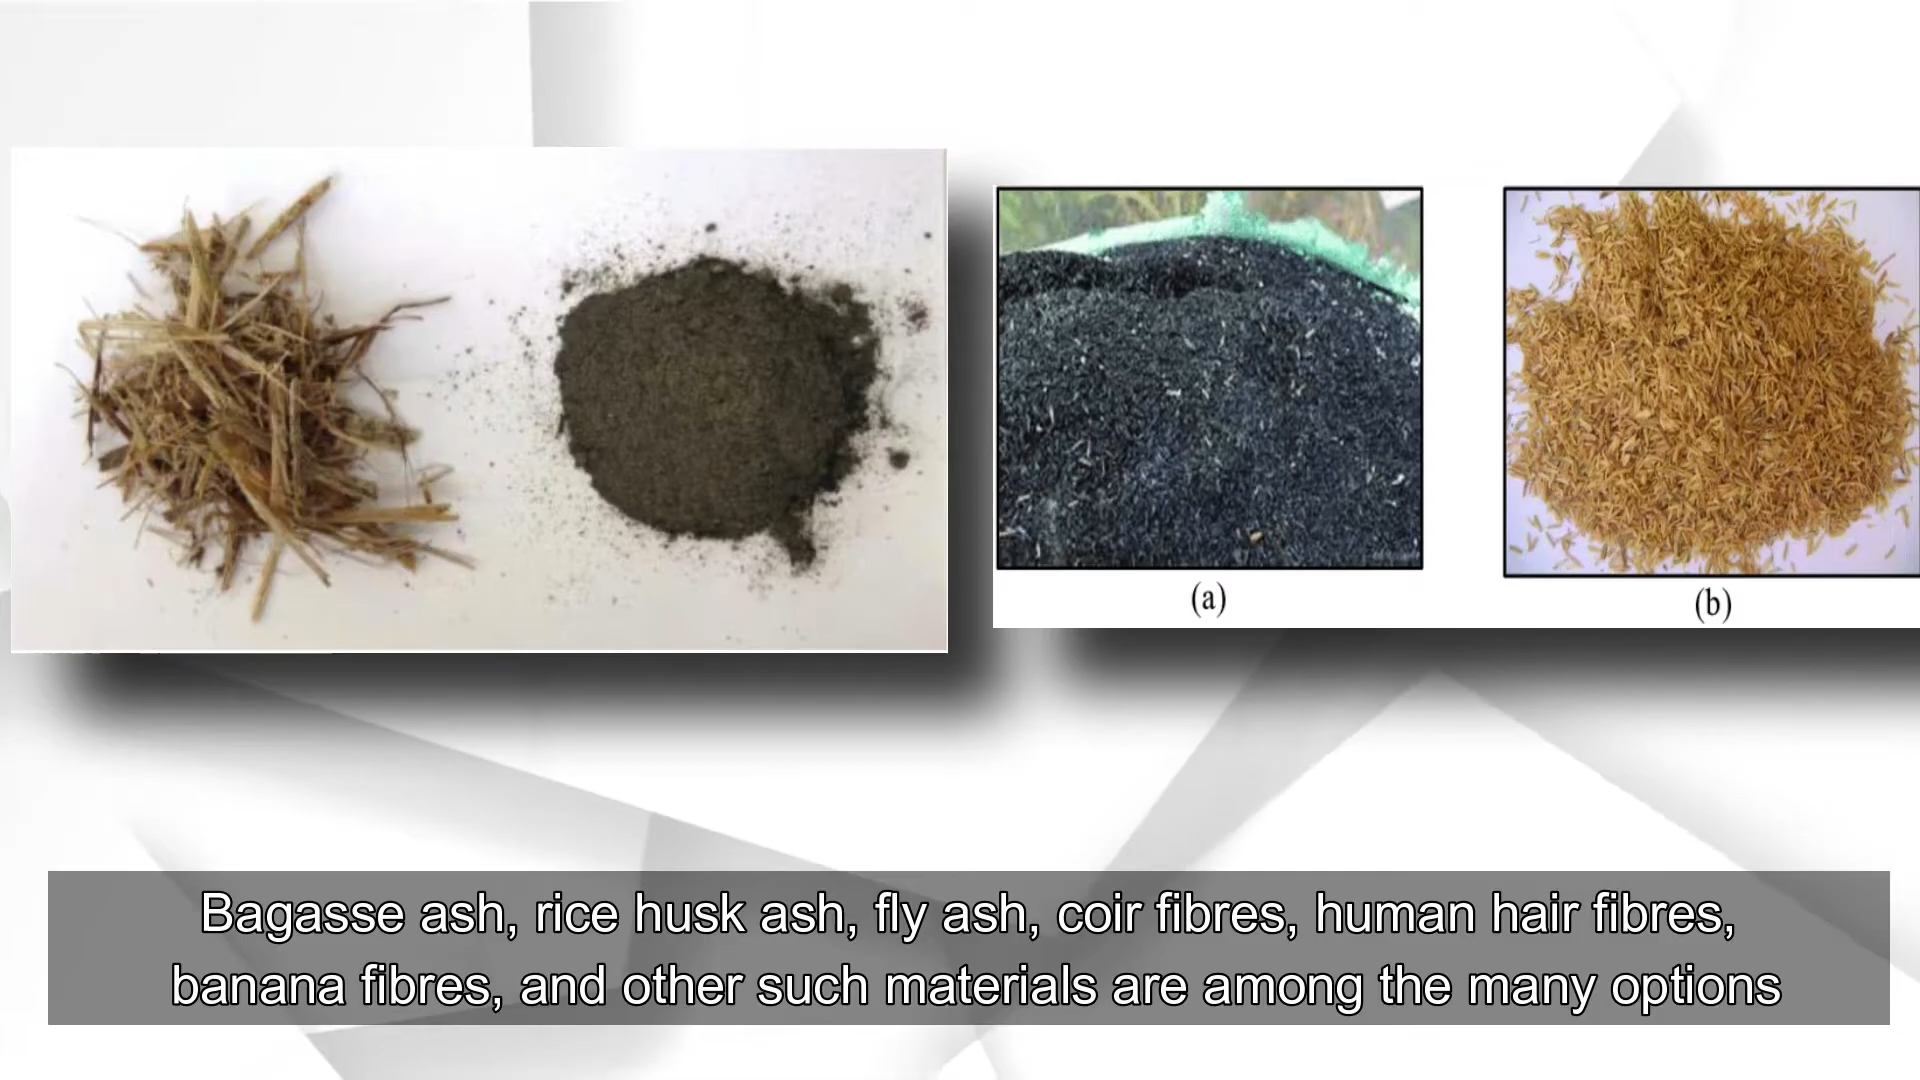 (a)
(b)
Bagasse ash, rice husk ash, fly ash, coir fibres, human hair fibres,
banana fibres, and other such materials are among the many options